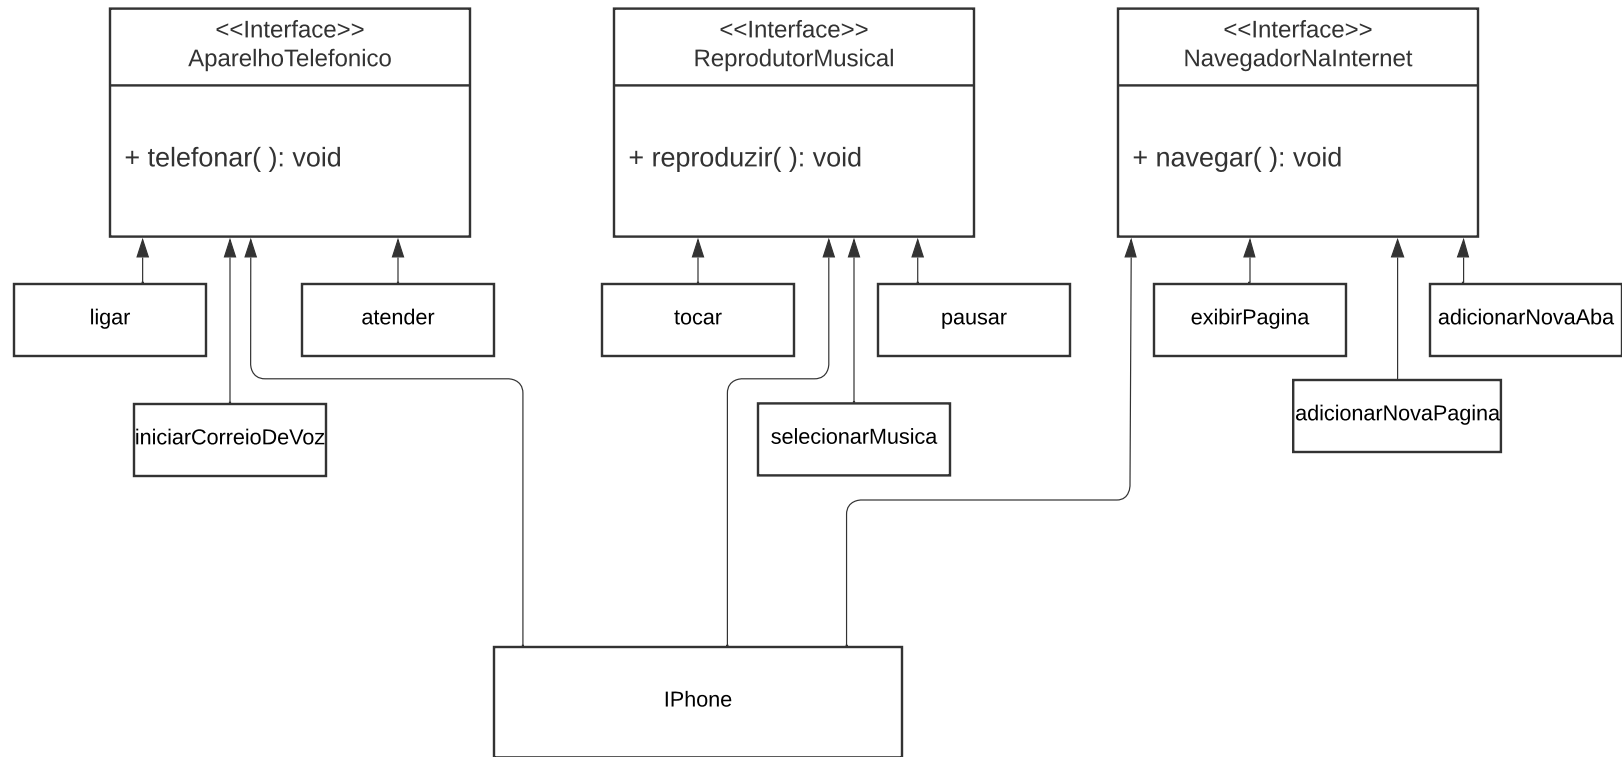 <<Interface>>
AparelhoTelefonico
+ telefonar( ): void
<<Interface>>
ReprodutorMusical
+ reproduzir( ): void
<<Interface>>
NavegadorNaInternet
+ navegar( ): void
ligar
atender
tocar
pausar
exibirPagina
adicionarNovaAba
iniciarCorreioDeVoz
selecionarMusica
adicionarNovaPagina
IPhone